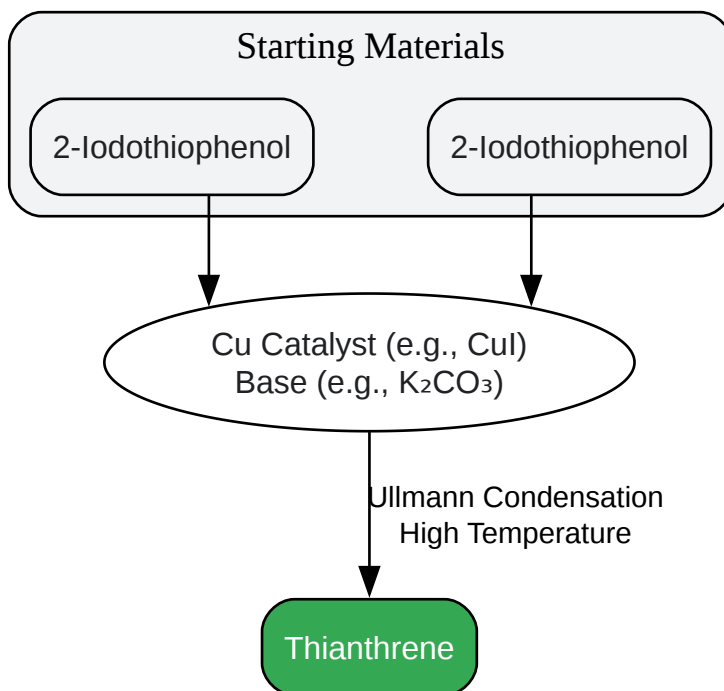 Starting Materials
2-Iodothiophenol
2-Iodothiophenol
Cu Catalyst (e.g., CuI)
Base (e.g., K₂CO₃)
Ullmann Condensation
High Temperature
Thianthrene